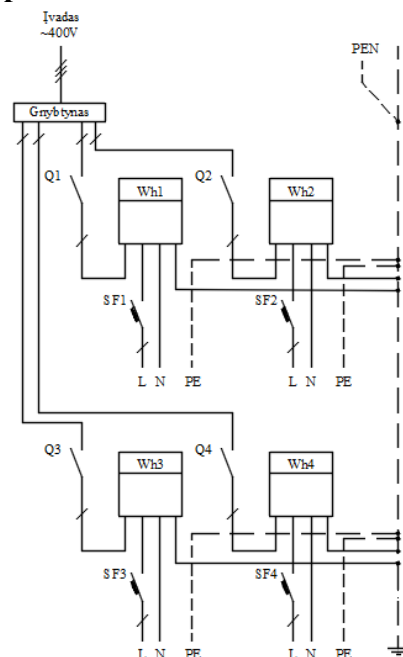 Įvadas
~400V
PEN
Gnybtynas
Q1 Wh1 Q2 Wh2
SF1 SF2
L N PE L N PE
Q3 Wh3 Q4 Wh4
SF3 SF4
L N PE L N PE